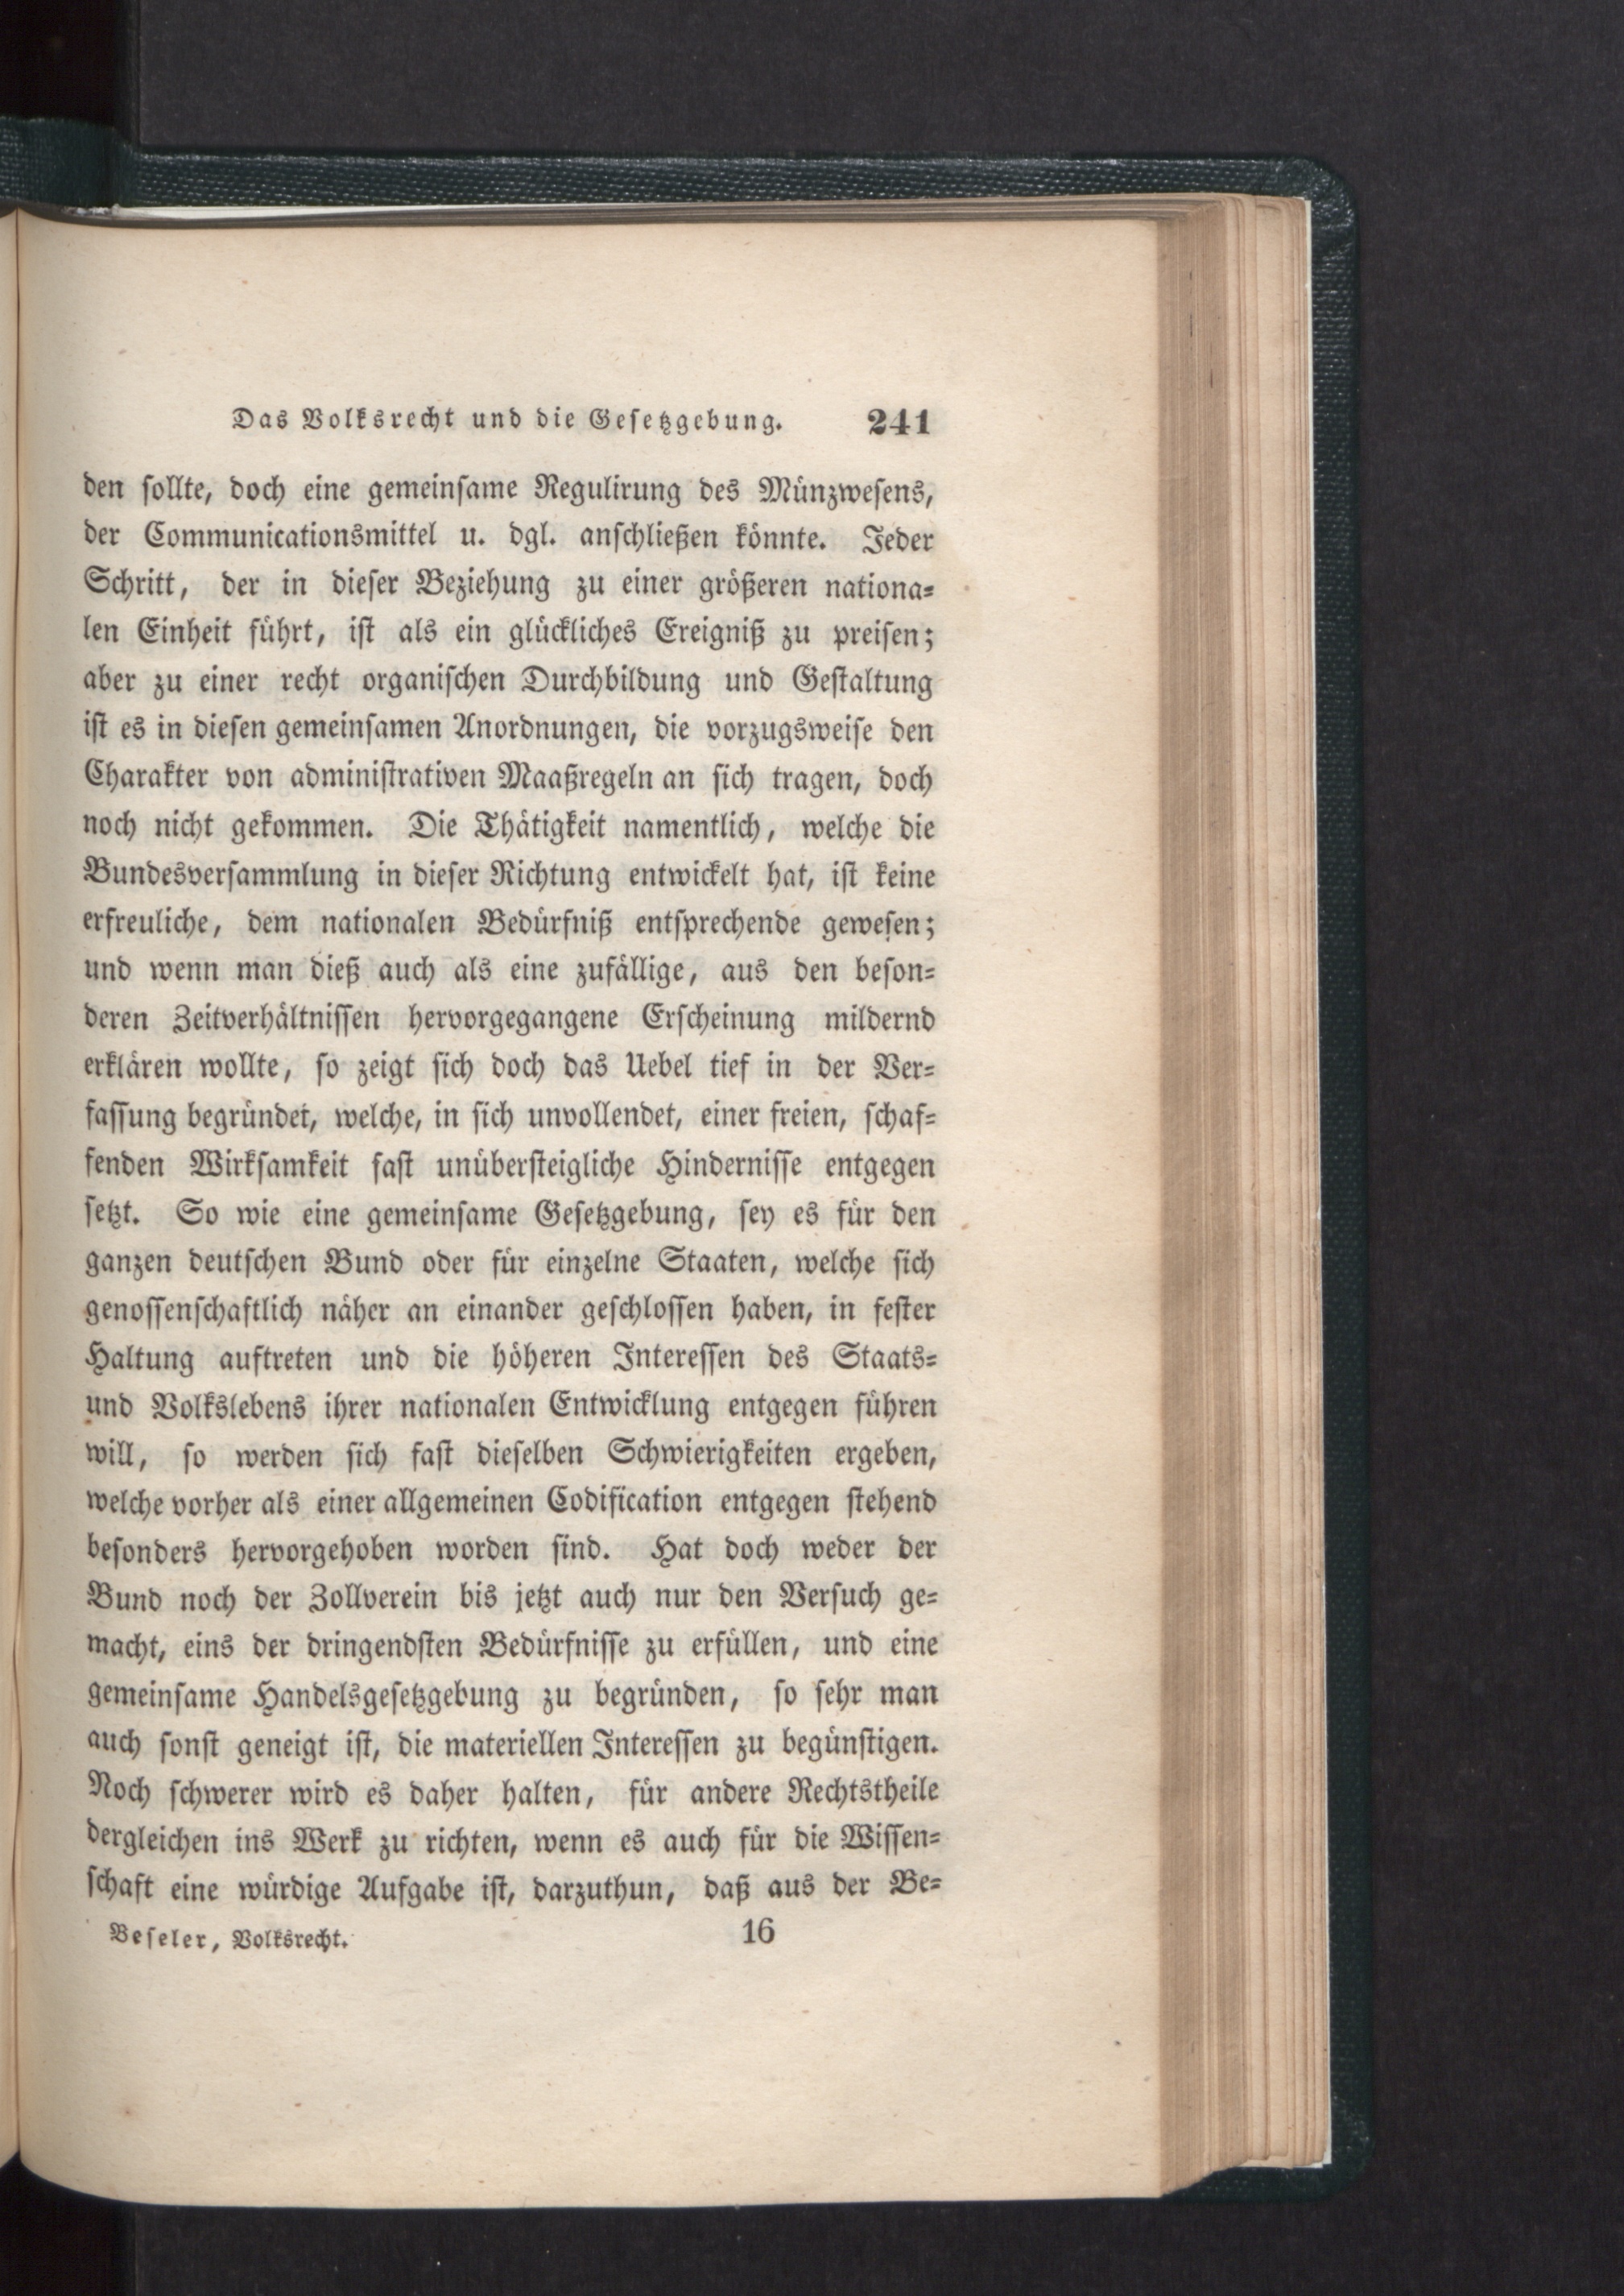 Das Volksrecht und die Gesetzgebung. 241
den sollte, doch eine gemeinsame Regulirung des Münzwesens,
der Communicationsmittel u. dgl. anschließen könnte. Jeder
Schritt, der in dieser Beziehung zu einer größeren nationa-
len Einheit führt, ist als ein glückliches Ereigniß zu preisen;
aber zu einer recht organischen Durchbildung und Gestaltung
ist es in diesen gemeinsamen Anordnungen, die vorzugsweise den
Charakter von administrativen Maaßregeln an sich tragen, doch
noch nicht gekommen. Die Thätigkeit namentlich, welche die
Bundesversammlung in dieser Richtung entwickelt hat, ist keine
erfreuliche, dem nationalen Bedürfniß entsprechende gewesen;
und wenn man dieß auch als eine zufällige, aus den beson-
deren Zeitverhältnissen hervorgegangene Erscheinung mildernd
erklären wollte, so zeigt sich doch das Uebel tief in der Ver-
fassung begründet, welche, in sich unvollendet, einer freien, schaf-
fenden Wirksamkeit fast unübersteigliche Hindernisse entgegen
setzt. So wie eine gemeinsame Gesetzgebung, sey es für den
ganzen deutschen Bund oder für einzelne Staaten, welche sich
genossenschaftlich näher an einander geschlossen haben, in fester
Haltung auftreten und die höheren Interessen des Staats-
und Volkslebens ihrer nationalen Entwicklung entgegen führen
will, so werden sich fast dieselben Schwierigkeiten ergeben,
welche vorher als einer allgemeinen Codification entgegen stehend
besonders hervorgehoben worden sind. Hat doch weder der
Bund noch der Zollverein bis jetzt auch nur den Versuch ge-
macht, eins der dringendsten Bedürfnisse zu erfüllen, und eine
gemeinsame Handelsgesetzgebung zu begründen, so sehr man
auch sonst geneigt ist, die materiellen Interessen zu begünstigen.
Noch schwerer wird es daher halten, für andere Rechtstheile
dergleichen ins Werk zu richten, wenn es auch für die Wissen-
schaft eine würdige Aufgabe ist, darzuthun, daß aus der Be-
Beseler, Volksrecht. 16